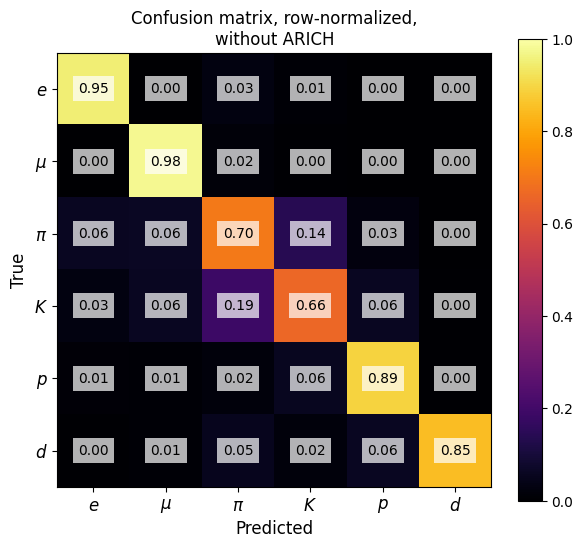 Confusion matrix, row-normalized,
without ARICH
e 0.95 0.00 0.03 0.01 0.00 0.00
μ 0.00 0.98 0.02 0.00 0.00 0.00
π 0.06 0.06 0.70 0.14 0.03 0.00
K 0.03 0.06 0.19 0.66 0.06 0.00
p 0.01 0.01 0.02 0.06 0.89 0.00
d 0.00 0.01 0.05 0.02 0.06 0.85
e μ π K p d
Predicted
True
1.0
0.8
0.6
0.4
0.2
0.0